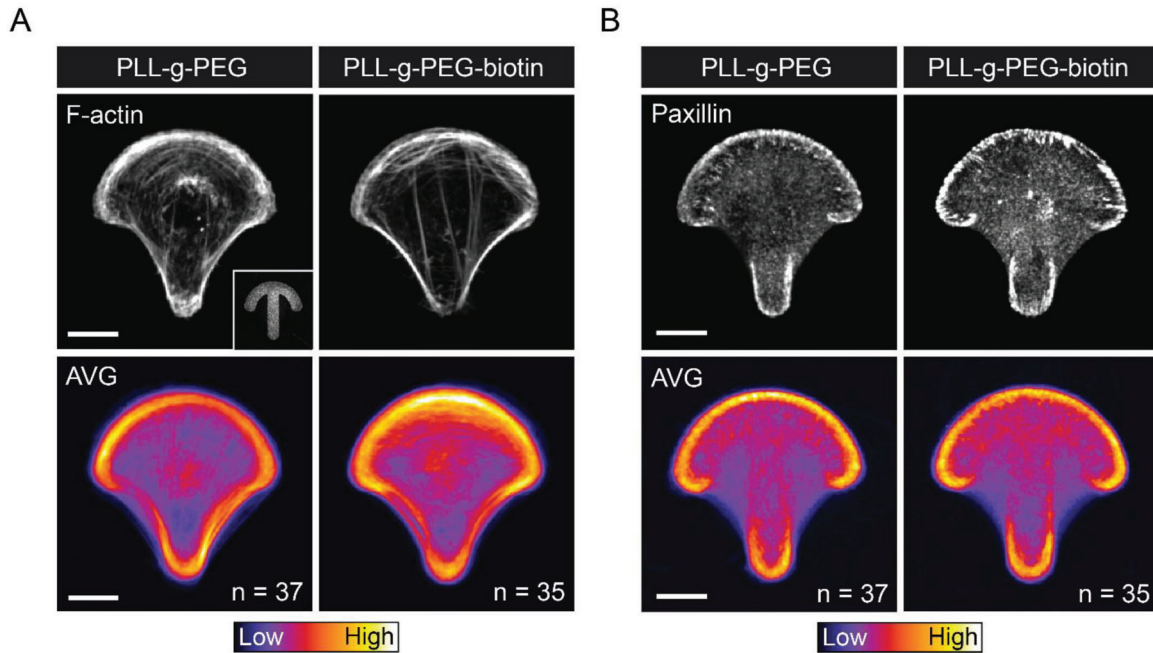 A
B
PLL-g-PEG
PLL-g-PEG-biotin
PLL-g-PEG
PLL-g-PEG-biotin
F-actin
Paxillin
AVG
AVG
n = 37
n = 35
n = 37
n = 35
Low
High
Low
High